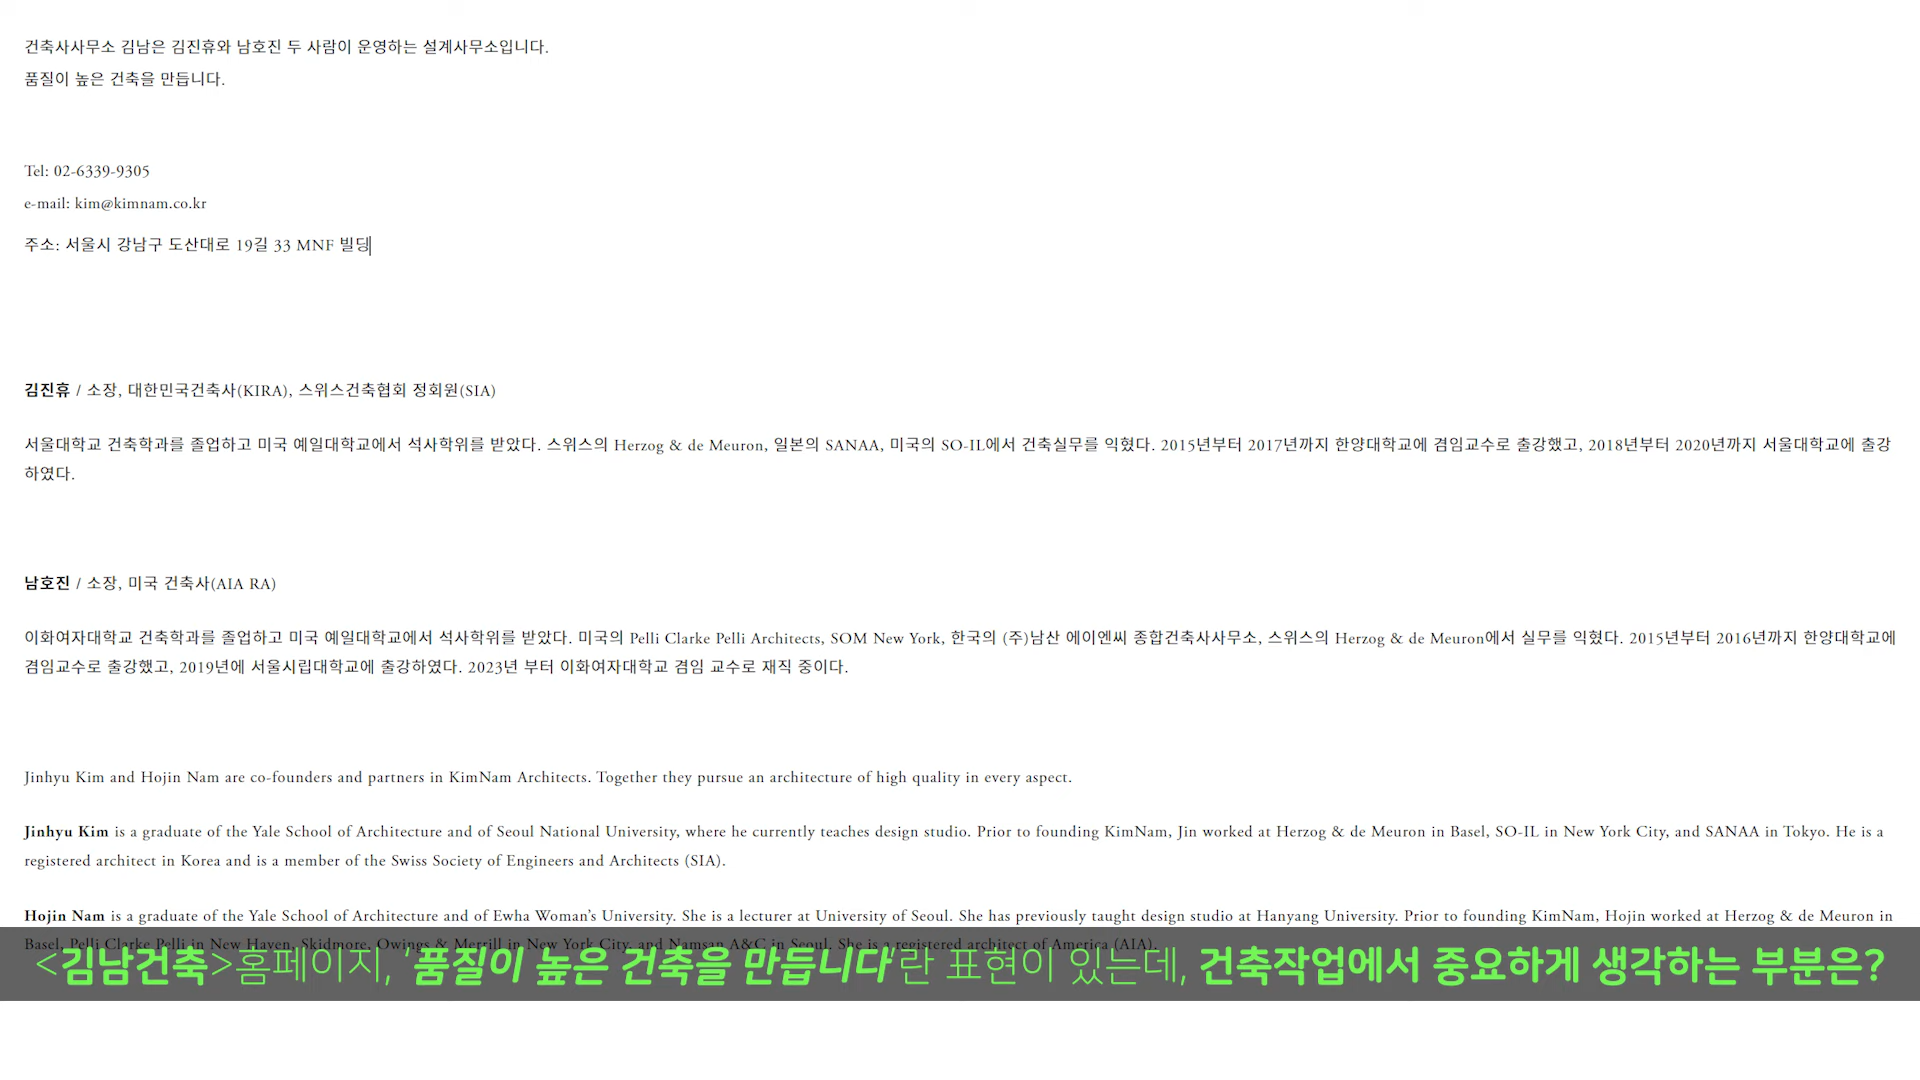 건축사사무소 김남은 김진휴와 남호진 두 사람이 운영하는 설계사무소입니다.
품질이 높은 건축을 만듭니다.
Tel: 02-6339-9305
e-mail: kim@kimnam.co.kr
주소: 서울시 강남구 도산대로 19길 33 MNF 빌딩
김진휴 / 소장, 대한민국건축사(KIRA), 스위스건축협회 정회원(SIA)
서울대학교 건축학과를 졸업하고 미국 예일대학교에서 석사학위를 받았다. 스위스의 Herzog & de Meuron, 일본의 SANAA, 미국의 SO-IL에서 건축실무를 익혔다. 2015년부터 2017년까지 한양대학교에 겸임교수로 출강했고, 2018년부터 2020년까지 서울대학교에 출강
하였다.
남호진 / 소장, 미국 건축사(AIA RA)
이화여자대학교 건축학과를 졸업하고 미국 예일대학교에서 석사학위를 받았다. 미국의 Pelli Clarke Pelli Architects, SOM New York, 한국의 (주)남산 에이엔씨 종합건축사사무소, 스위스의 Herzog & de Meuron에서 실무를 익혔다. 2015년부터 2016년까지 한양대학교에
겸임교수로 출강했고, 2019년에 서울시립대학교에 출강하였다. 2023년 부터 이화여자대학교 겸임 교수로 재직 중이다.
Jinhyu Kim and Hojin Nam are co-founders and partners in KimNam Architects. Together they pursue an architecture of high quality in every aspect.
Jinhyu Kim is a graduate of the Yale School of Architecture and of Seoul National University, where he currently teaches design studio. Prior to founding KimNam, Jin worked at Herzog & de Meuron in Basel, SO-IL in New York City, and SANAA in Tokyo. He is a
registered architect in Korea and is a member of the Swiss Society of Engineers and Architects (SIA).
Hojin Nam is a graduate of the Yale School of Architecture and of Ewha Woman's University. She is a lecturer at University of Seoul. She has previously taught design studio at Hanyang University. Prior to founding KimNam, Hojin worked at Herzog & de Meuron in
Basel, Pelli Clarke Pelli in New Haven, Skidmore, Owings & Merrill in New York City, and Namsan A&C in Seoul. She is a registered architect of America (AIA).
<김남건축>홈페이지, '품질이 높은 건축을 만듭니다'란 표현이 있는데, 건축작업에서 중요하게 생각하는 부분은?